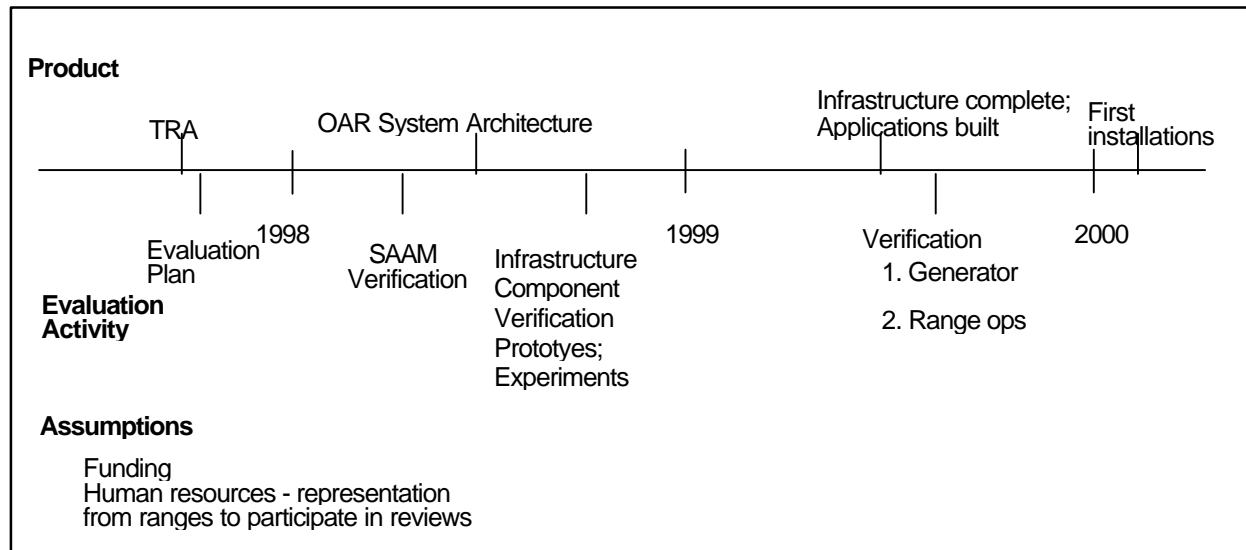 Product
TRA
OAR System Architecture
Infrastructure complete;
Applications built
First
installations
1998
1999
2000
Evaluation
Plan
SAAM
Verification
Infrastructure
Component
Verification
Prototyes;
Experiments
Verification
1. Generator
2. Range ops
Evaluation
Activity
Assumptions
Funding
Human resources - representation
from ranges to participate in reviews